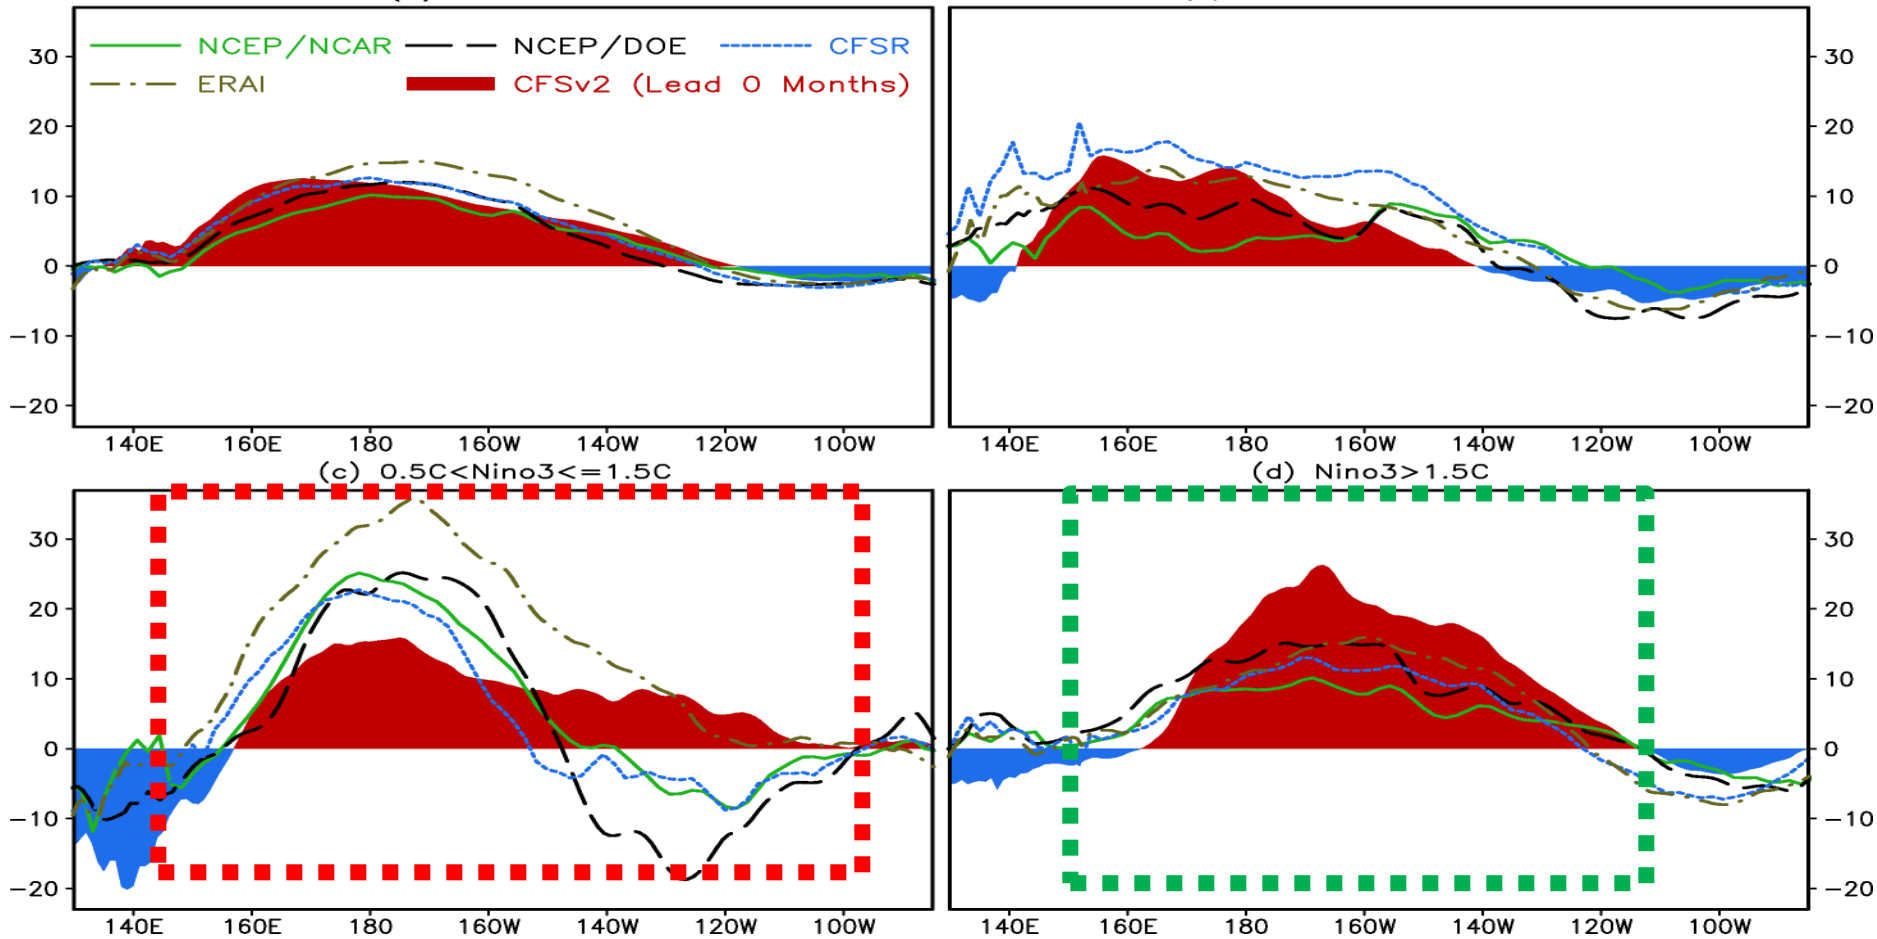 NCEP/NCAR NCEP/DOE CFSR
ERAI CFSv2 (Lead 0 Months)
30 30
20 20
10 10
0 0
−10 −10
−20 −20
140E 160E 180 160W 140W 120W 100W 140E 160E 180 160W 140W 120W 100W
(c) 0.5C<Nino3<=1.5C (d) Nino3>1.5C
30 30
20 20
10 10
0 0
−10 −10
−20 −20
140E 160E 180 160W 140W 120W 100W 140E 160E 180 160W 140W 120W 100W